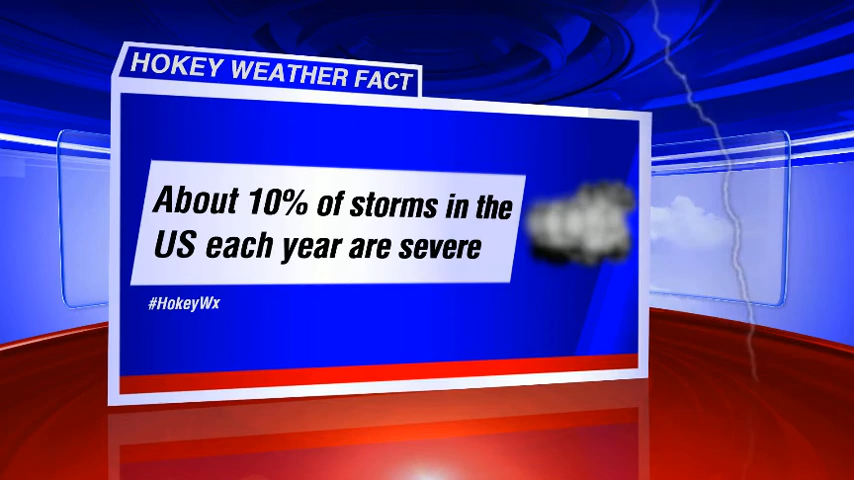 HOKEY WEATHER FACT
About 10% of storms in the
US each year are severe
#HokeyWx